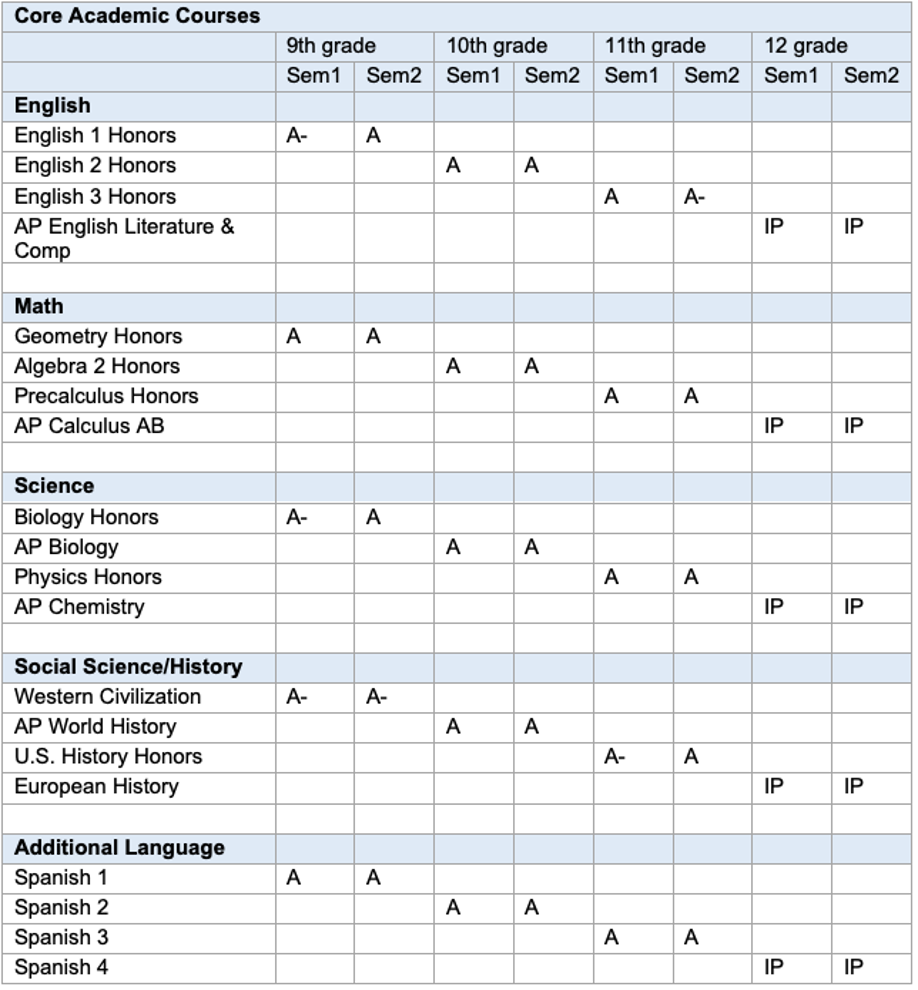 Core Academic Courses
9th grade 10th grade 11th grade 12 grade
Sem1 Sem2 Sem1 Sem2 Sem1 Sem2 Sem1 Sem2
English
English 1 Honors A- A
English 2 Honors A A
English 3 Honors A A-
AP English Literature & IP IP
Comp
Math
Geometry Honors A A
Algebra 2 Honors A A
Precalculus Honors A A
AP Calculus AB IP IP
Science
Biology Honors A- A
AP Biology A A
Physics Honors A A
AP Chemistry IP IP
Social Science/History
Western Civilization A- A-
AP World History A A
U.S. History Honors A- A
European History IP IP
Additional Language
Spanish 1 A A
Spanish 2 A A
Spanish 3 A A
Spanish 4 IP IP